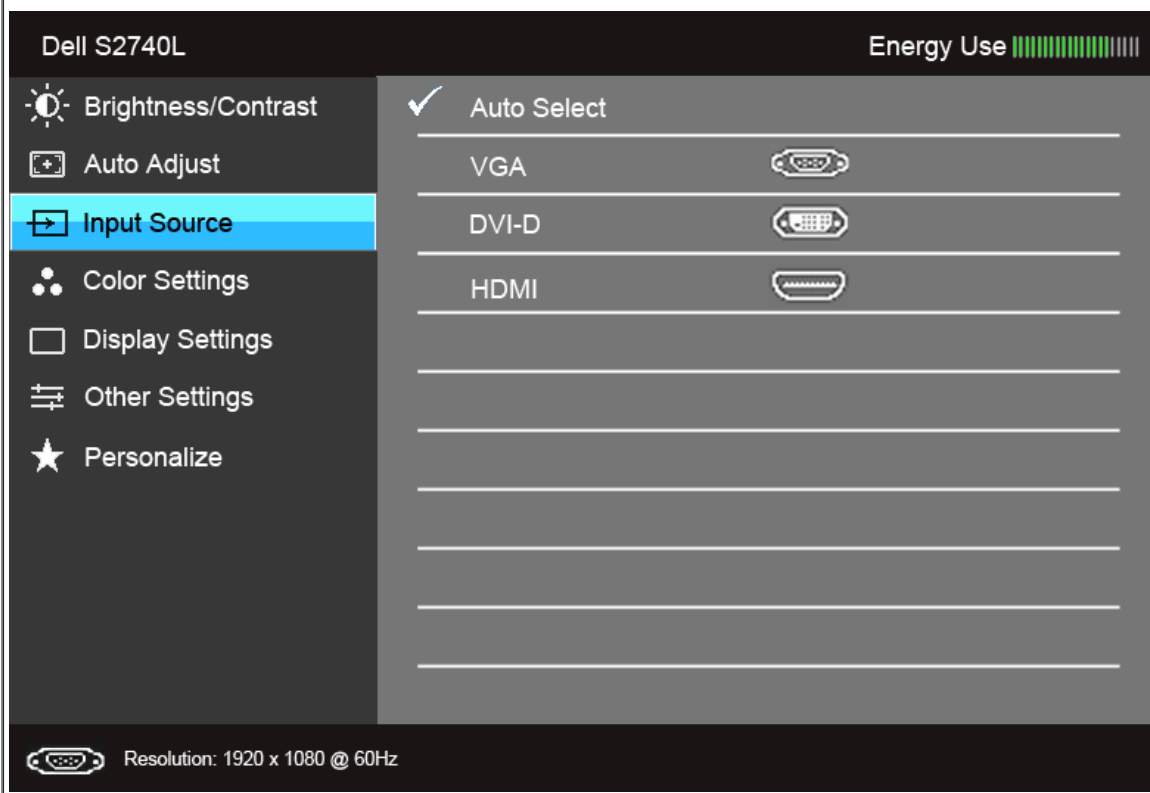 Dell S2740L
Energy Use
Brightness/Contrast
Auto Adjust
Input Source
Color Settings
Display Settings
Other Settings
Personalize
Auto Select
VGA
DVI-D
HDMI
Resolution: 1920 x 1080 @ 60Hz